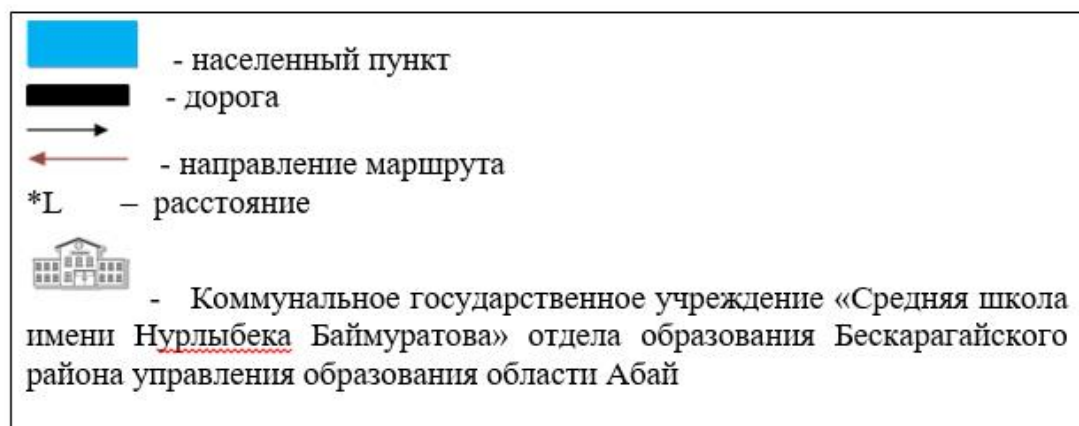 - населенный пункт
- дорога
- направление маршрута
*L – расстояние
- Коммунальное государственное учреждение «Средняя школа
имени Нурлыбека Баймуратова» отдела образования Бескарагайского
района управления образования области Абай